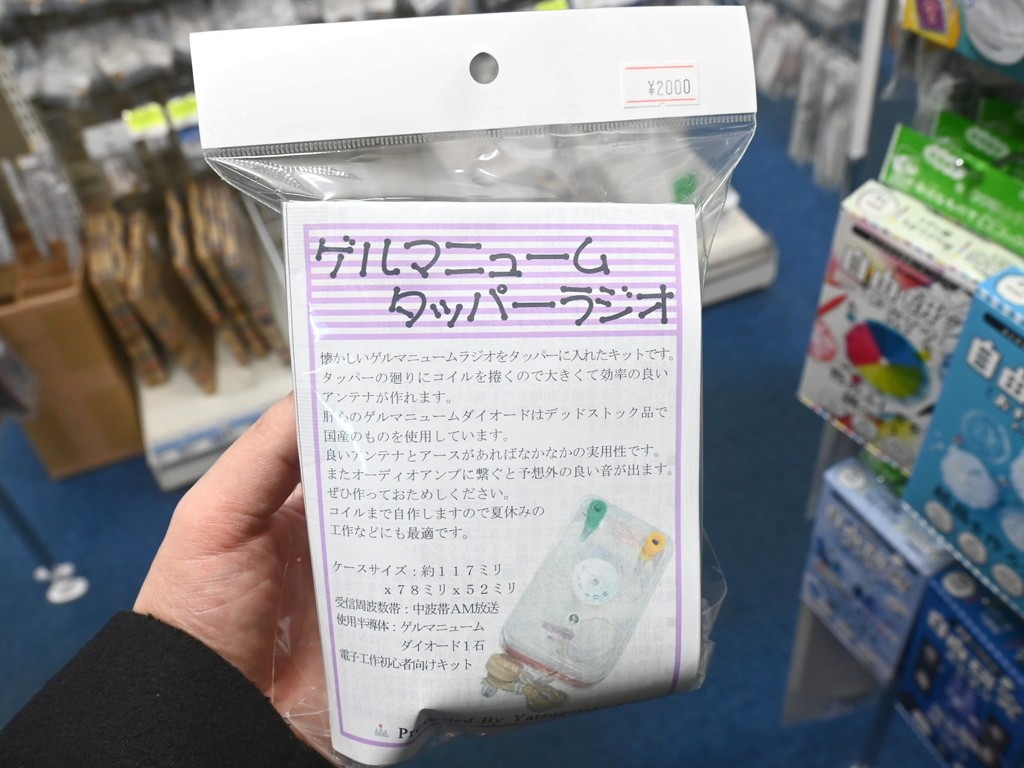 ¥2000
ゲルマニューム
タッパーラジオ
懐かしいゲルマニュームラジオをタッパーに入れたキットです。
タッパーの廻りにコイルを捲くので大きくて効率の良い
アンテナが作れます。
肝心のゲルマニュームダイオードはデッドストック品で
国産のものを使用しています。
良いアンテナとアースがあればなかなかの実用性です。
またオーディオアンプに繋ぐと予想外の良い音が出ます。
ぜひ作っておためしください。
コイルまで自作しますので夏休みの
工作などにも最適です。
ケースサイズ：約１１７ミリ
ｘ７８ミリｘ５２ミリ
受信周波数帯：中波帯AM放送
使用半導体：ゲルマニューム
ダイオード１石
電子工作初心者向けキット
Presented By
自由
自由